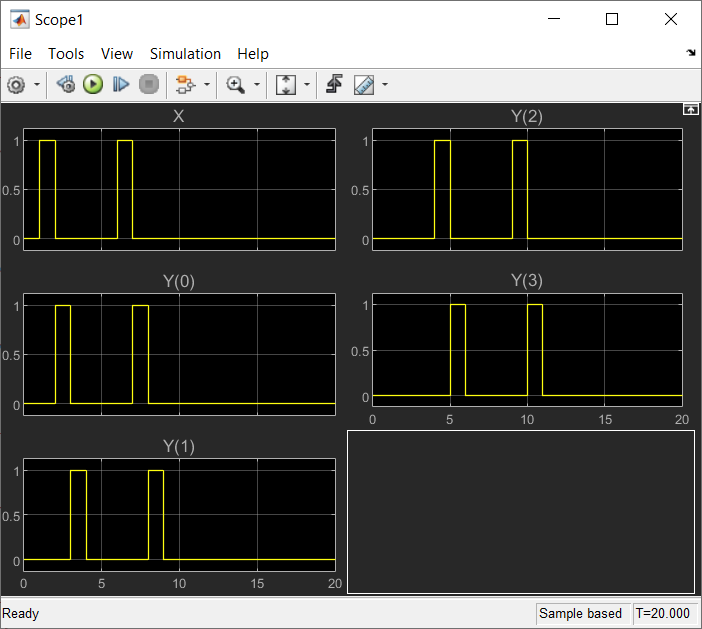 Scope1
File Tools View Simulation Help
X
1
0.5
0
Y(2)
1
0.5
0
Y(0)
1
0.5
0
Y(3)
1
0.5
0
0 5 10 15 20
Y(1)
1
0.5
0
0 5 10 15 20
Ready
Sample based T=20.000